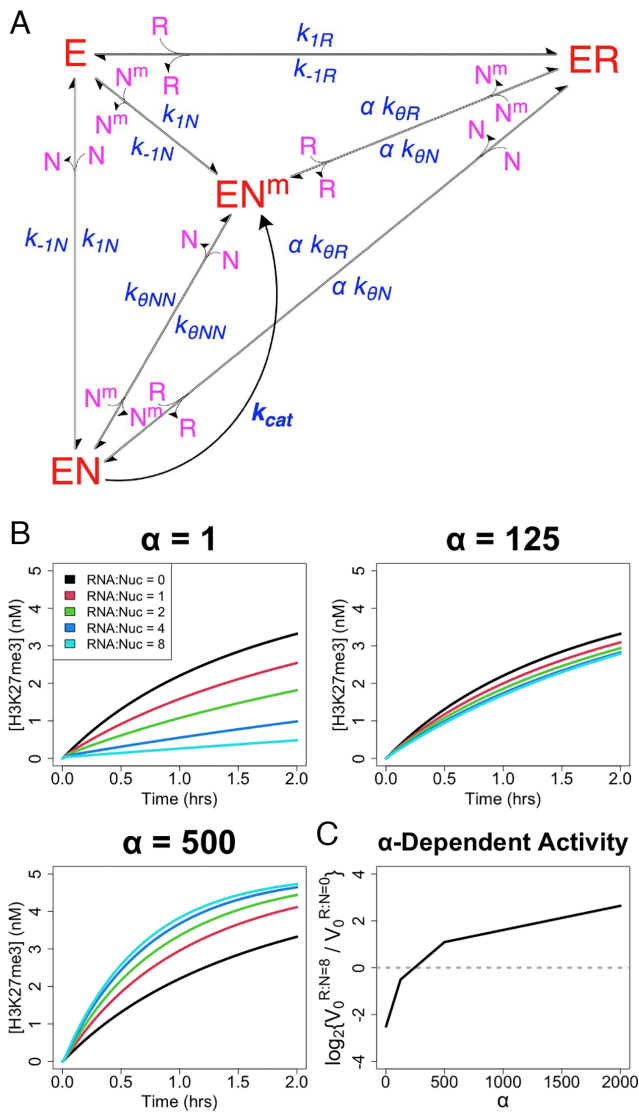 A
E
ER
R
R
k1R
k-1R
Nm
Nm
k1N
k-1N
Nm
Nm
α kθR
α kθN
R
R
N
N
N
N
ENm
k-1N
k1N
N
N
α kθR
α kθN
kθNN
kθNN
Nm
Nm
R
R
kcat
EN
B
α = 1
α = 125
[H3K27me3] (nM)
0 1 2 3 4 5
RNA:Nuc = 0
RNA:Nuc = 1
RNA:Nuc = 2
RNA:Nuc = 4
RNA:Nuc = 8
0.0 0.5 1.0 1.5 2.0
Time (hrs)
[H3K27me3] (nM)
0 1 2 3 4 5
0.0 0.5 1.0 1.5 2.0
Time (hrs)
α = 500
[H3K27me3] (nM)
0 1 2 3 4 5
0.0 0.5 1.0 1.5 2.0
Time (hrs)
C
α-Dependent Activity
log2{V0R:N=8 / V0R:N=0}
-4 -2 0 2 4
0 500 1000 1500 2000
α